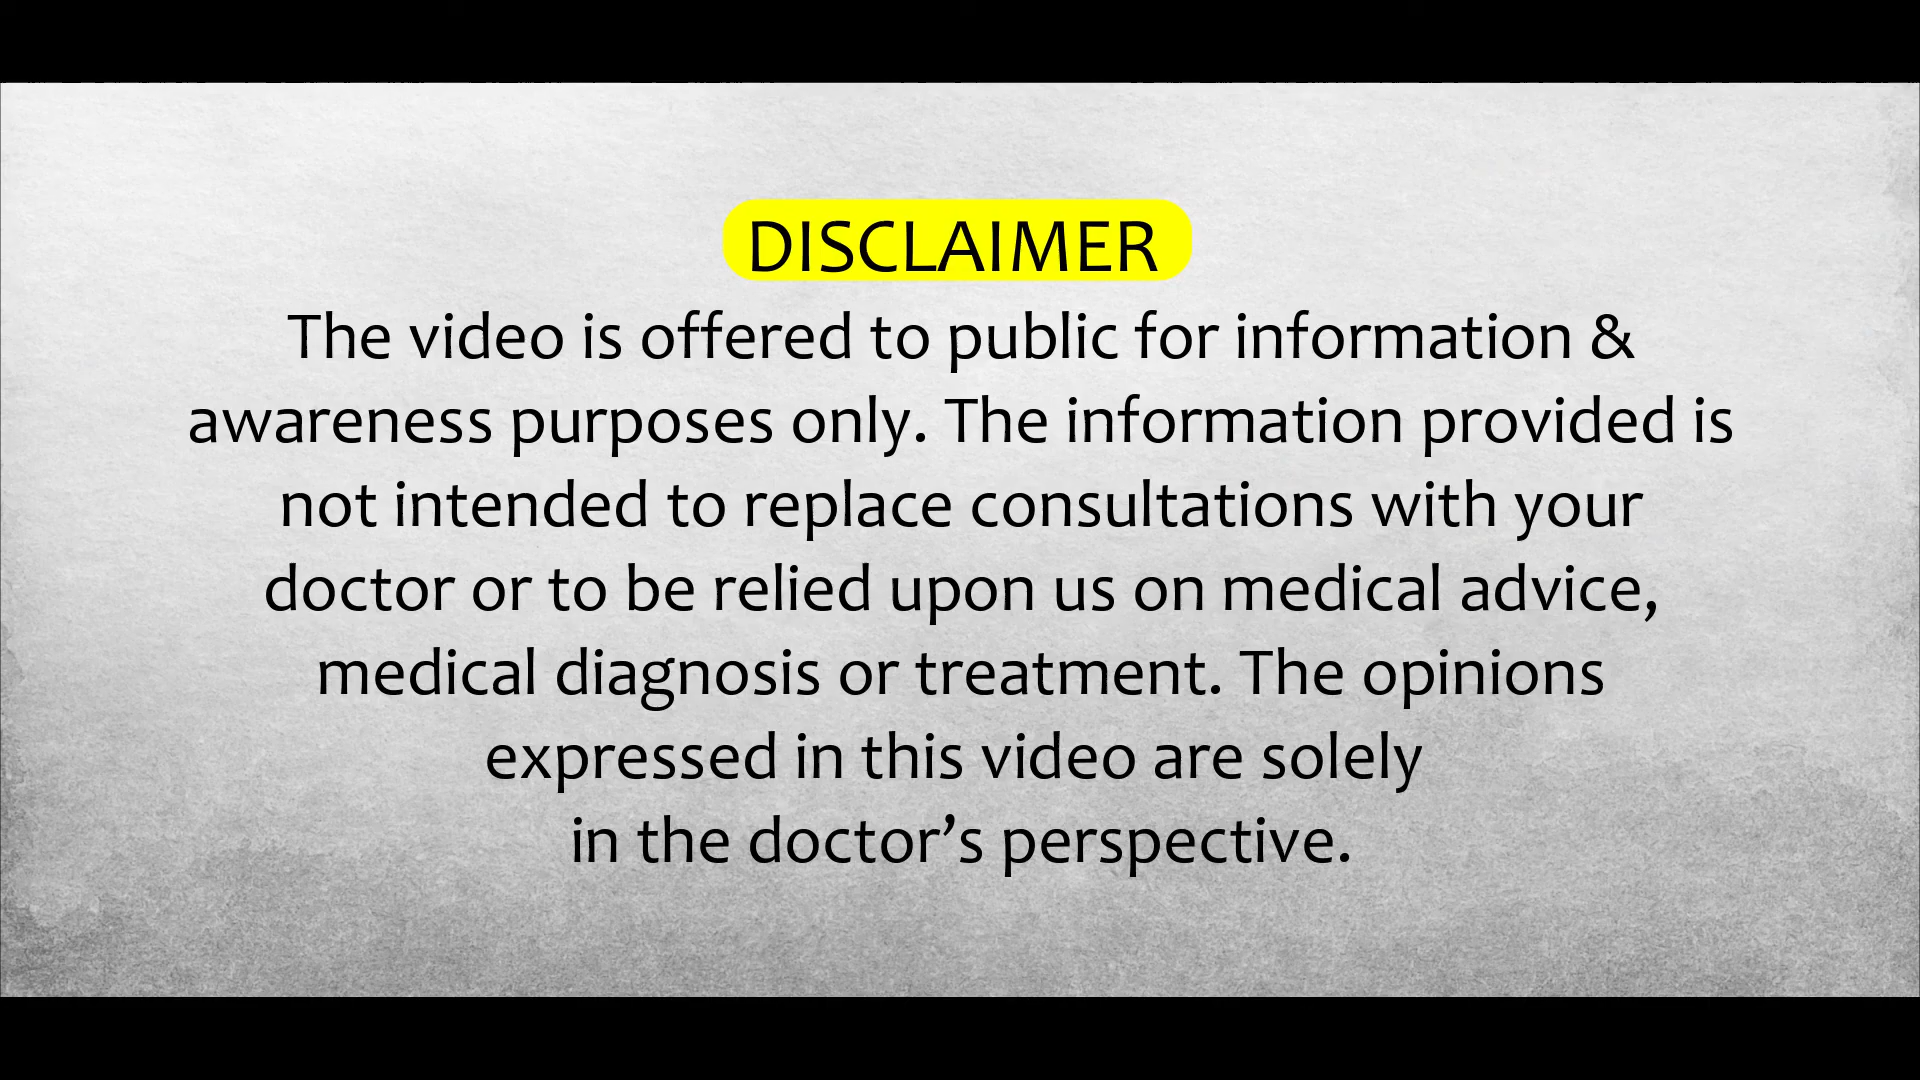 DISCLAIMER
The video is offered to public for information &
awareness purposes only. The information provided is
not intended to replace consultations with your
doctor or to be relied upon us on medical advice,
medical diagnosis or treatment. The opinions
expressed in this video are solely
in the doctor’s perspective.